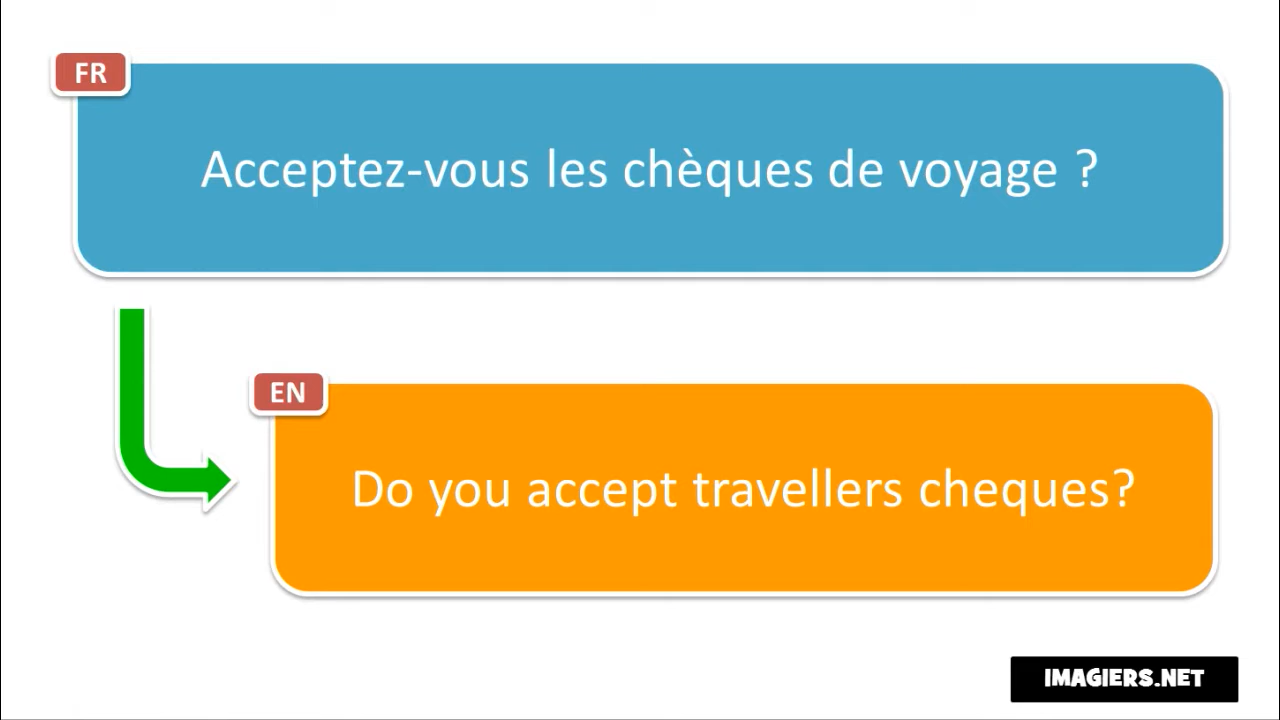 FR
Acceptez-vous les chèques de voyage ?
EN
Do you accept travellers cheques?
IMAGIERS.NET